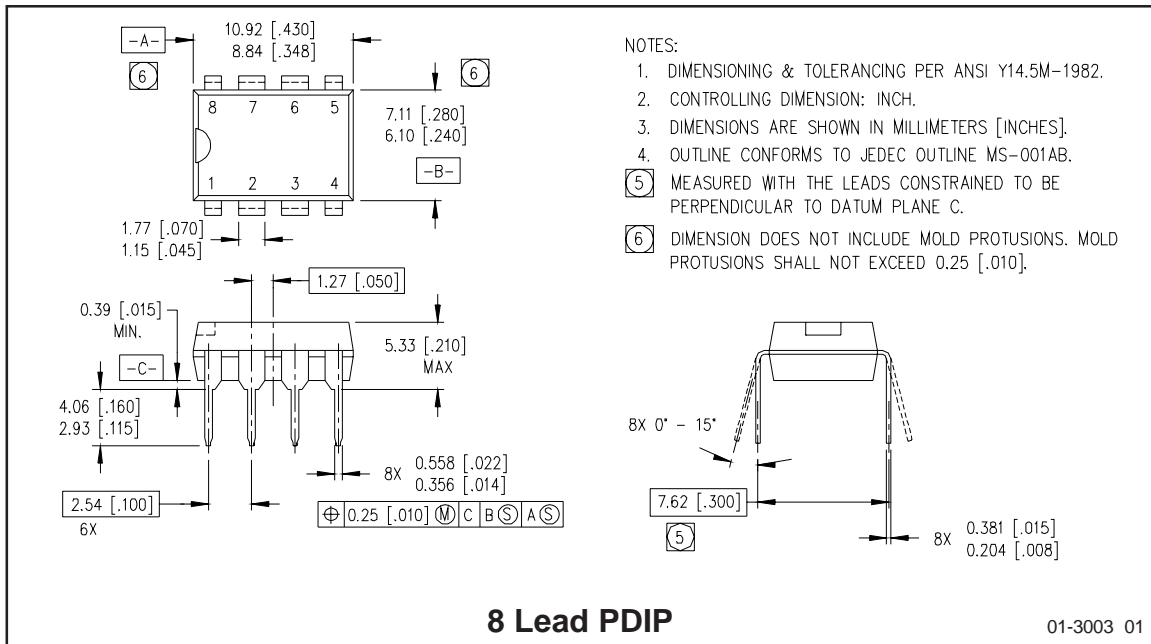 10.92 [.430]
8.84 [.348]
-A-
6
6
8 7 6 5
1 2 3 4
7.11 [.280]
6.10 [.240]
-B-
1.77 [.070]
1.15 [.045]
1.27 [.050]
0.39 [.015]
MIN.
-C-
5.33 [.210]
MAX
4.06 [.160]
2.93 [.115]
8X 0.558 [.022]
0.356 [.014]
2.54 [.100]
6X
⌖ 0.25 [.010] Ⓜ C B Ⓢ A Ⓢ
NOTES:
1. DIMENSIONING & TOLERANCING PER ANSI Y14.5M-1982.
2. CONTROLLING DIMENSION: INCH.
3. DIMENSIONS ARE SHOWN IN MILLIMETERS [INCHES].
4. OUTLINE CONFORMS TO JEDEC OUTLINE MS-001AB.
5 MEASURED WITH THE LEADS CONSTRAINED TO BE
PERPENDICULAR TO DATUM PLANE C.
6 DIMENSION DOES NOT INCLUDE MOLD PROTUSIONS. MOLD
PROTUSIONS SHALL NOT EXCEED 0.25 [.010].
8X 0° - 15°
7.62 [.300]
5
8X 0.381 [.015]
0.204 [.008]
8 Lead PDIP
01-3003 01